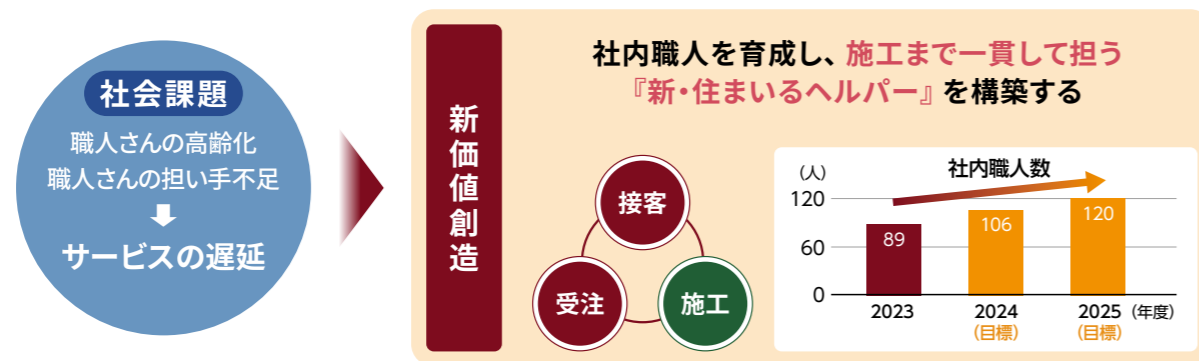 社会課題
職人さんの高齢化
職人さんの担い手不足
サービスの遅延
新価値創造
社内職人を育成し、施工まで一貫して担う
『新・住まいるヘルパー』を構築する
接客
受注
施工
社内職人数
(人)
120
60
0
89
106
120
2023
2024
(目標)
2025
(目標)
(年度)